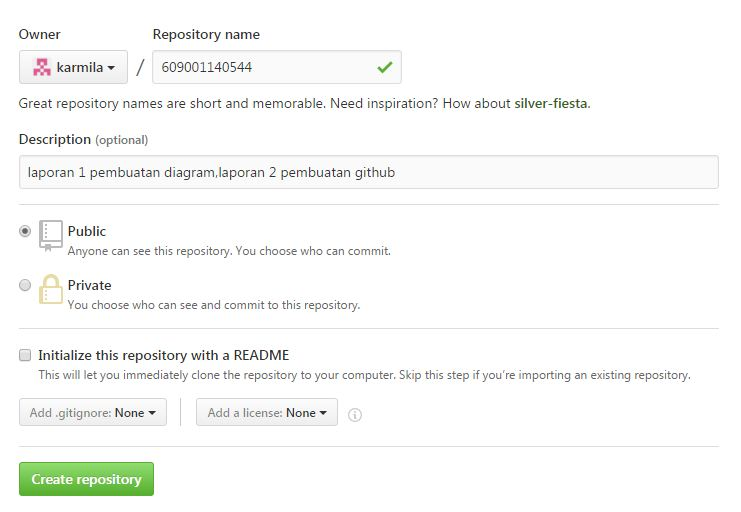 Owner Repository name
karmila / 609001140544
Great repository names are short and memorable. Need inspiration? How about silver-fiesta.
Description (optional)
laporan 1 pembuatan diagram,laporan 2 pembuatan github
Public
Anyone can see this repository. You choose who can commit.
Private
You choose who can see and commit to this repository.
Initialize this repository with a README
This will let you immediately clone the repository to your computer. Skip this step if you're importing an existing repository.
Add .gitignore: None Add a license: None
Create repository